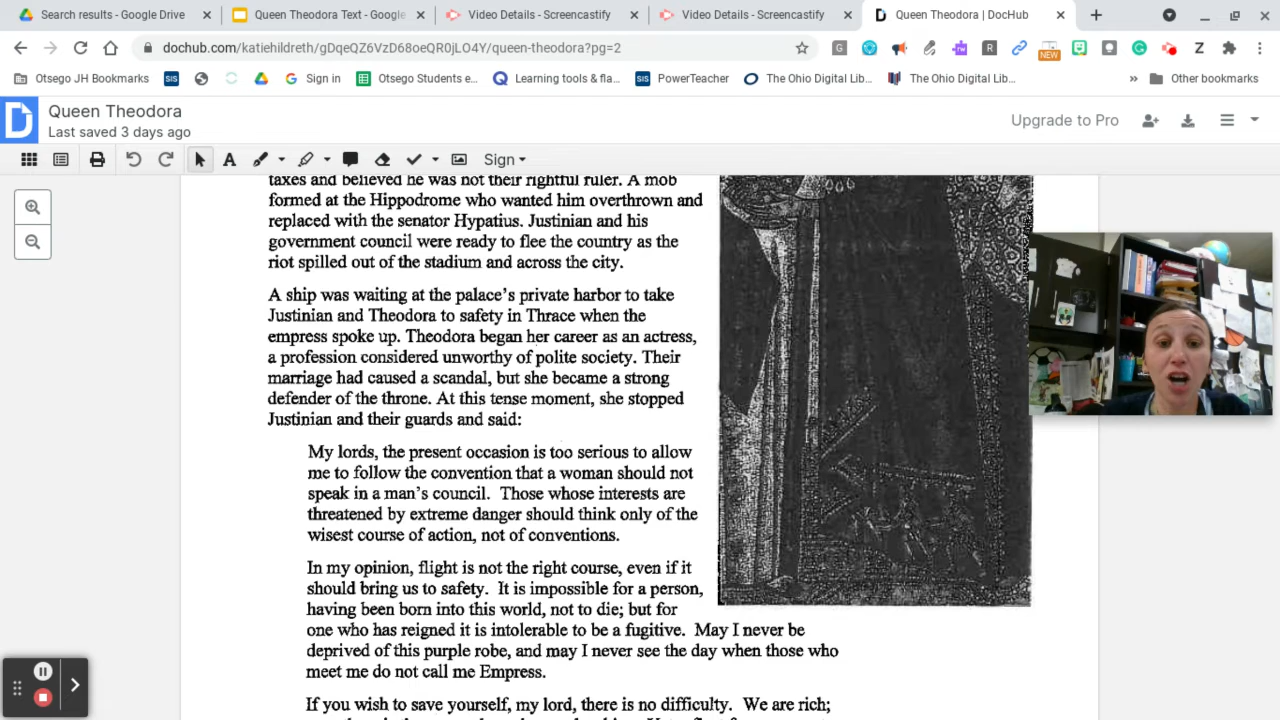 Search results - Google Drive
Queen Theodora Text - Google
Video Details - Screencastify
Video Details - Screencastify
Queen Theodora | DocHub
dochub.com/katiehildreth/gDqeQZ6VzD68oeQR0jLO4Y/queen-theodora?pg=2
NEW
Otsego JH Bookmarks
SIS
Sign in
Otsego Students e...
Learning tools & fla...
SIS
PowerTeacher
The Ohio Digital Lib...
The Ohio Digital Lib...
»
Other bookmarks
Queen Theodora
Last saved 3 days ago
Upgrade to Pro
Sign
taxes and believed he was not their rightful ruler. A mob
formed at the Hippodrome who wanted him overthrown and
replaced with the senator Hypatius. Justinian and his
government council were ready to flee the country as the
riot spilled out of the stadium and across the city.
A ship was waiting at the palace's private harbor to take
Justinian and Theodora to safety in Thrace when the
empress spoke up. Theodora began her career as an actress,
a profession considered unworthy of polite society. Their
marriage had caused a scandal, but she became a strong
defender of the throne. At this tense moment, she stopped
Justinian and their guards and said:
My lords, the present occasion is too serious to allow
me to follow the convention that a woman should not
speak in a man's council. Those whose interests are
threatened by extreme danger should think only of the
wisest course of action, not of conventions.
In my opinion, flight is not the right course, even if it
should bring us to safety. It is impossible for a person,
having been born into this world, not to die; but for
one who has reigned it is intolerable to be a fugitive. May I never be
deprived of this purple robe, and may I never see the day when those who
meet me do not call me Empress.
If you wish to save yourself, my lord, there is no difficulty. We are rich;